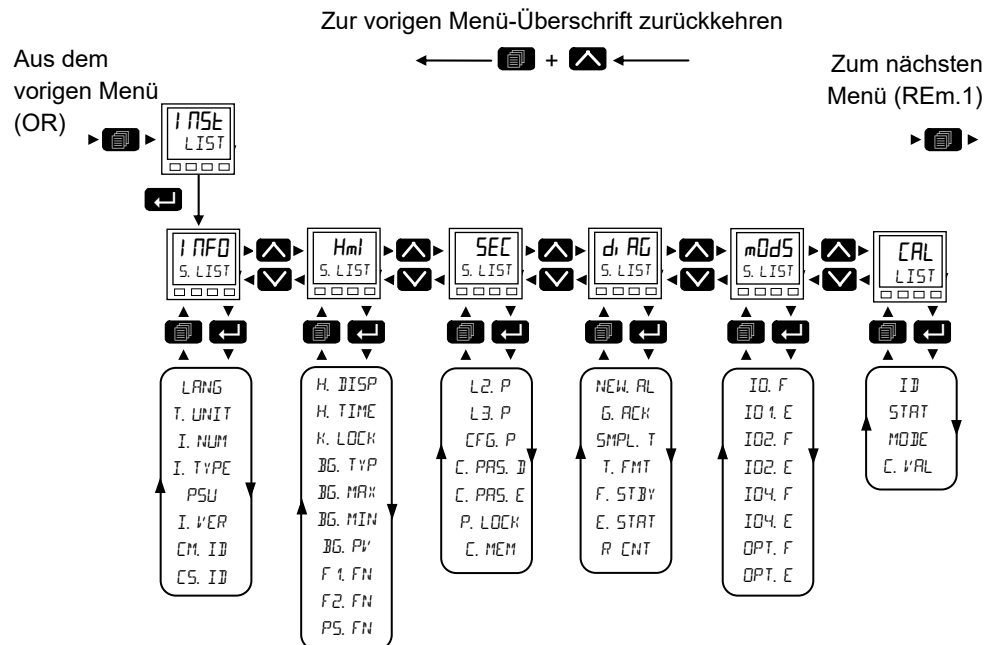 Zur vorigen Menü-Überschrift zurückkehren
+
Aus dem
vorigen Menü
(OR)
Zum nächsten
Menü (REm.1)
INSt
LIST
INFO
S. LIST
HmI
S. LIST
SEC
S. LIST
diAG
S. LIST
mOdS
S. LIST
CAL
LIST
LANG
T. UNIT
I. NUM
I. TYPE
PSU
I. VER
CM. ID
CS. ID
H. DISP
H. TIME
K. LOCK
BG. TYP
BG. MAX
BG. MIN
BG. PV
F1. FN
F2. FN
PS. FN
L2. P
L3. P
CFG. P
C. PAS. D
C. PAS. E
P. LOCK
C. MEM
NEW. AL
G. ACK
SMPL. T
T. FMT
F. STBY
E. STAT
R CNT
IO. F
IO1. E
IO2. F
IO2. E
IO4. F
IO4. E
OPT. F
OPT. E
ID
STAT
MODE
C. VAL